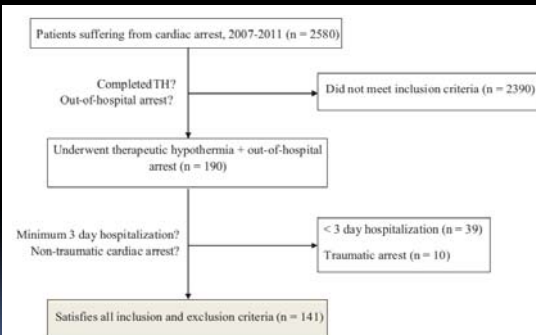 Patients suffering from cardiac arrest, 2007-2011 (n = 2580)
Completed TH?
Out-of-hospital arrest?
Did not meet inclusion criteria (n = 2390)
Underwent therapeutic hypothermia + out-of-hospital
arrest (n = 190)
Minimum 3 day hospitalization?
Non-traumatic cardiac arrest?
< 3 day hospitalization (n = 39)
Traumatic arrest (n = 10)
Satisfies all inclusion and exclusion criteria (n = 141)